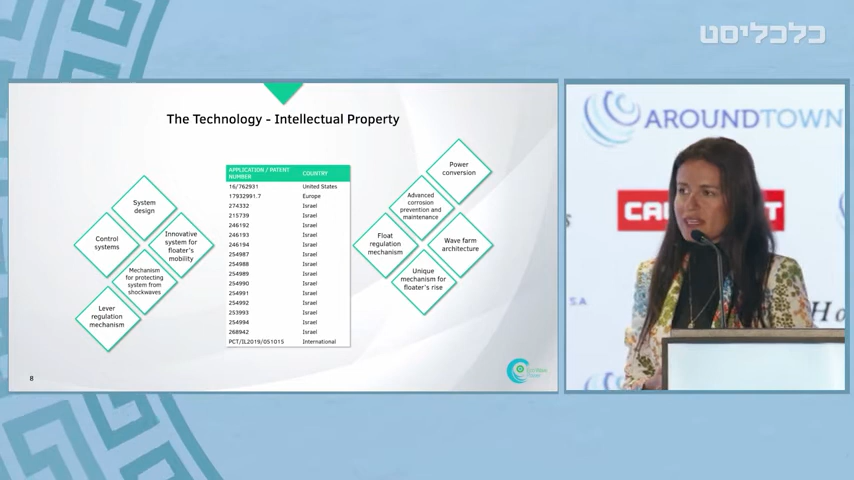 כלכליסט
The Technology - Intellectual Property
System
design
Control
systems
Innovative
system for
floater's
mobility
Mechanism
for protecting
system from
shockwaves
Lever
regulation
mechanism
APPLICATION / PATENT
NUMBER
COUNTRY
16/762931 United States
17932991.7 Europe
274332 Israel
215739 Israel
246192 Israel
246193 Israel
246194 Israel
254987 Israel
254988 Israel
254989 Israel
254990 Israel
254991 Israel
254992 Israel
253993 Israel
254994 Israel
268942 Israel
PCT/IL2019/051015 International
Power
conversion
Advanced
corrosion
prevention and
maintenance
Float
regulation
mechanism
Wave farm
architecture
Unique
mechanism for
floater's rise
8
AROUNDTOWN
S.A.